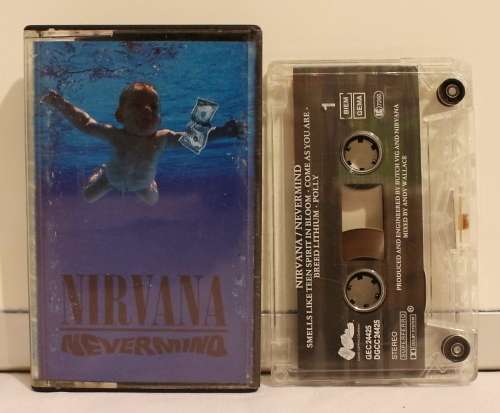 NIRVANA
NEVERMIND
1
BIEM
GEMA
NIRVANA / NEVERMIND
SMELLS LIKE TEEN SPIRIT IN BLOOM · COME AS YOU ARE ·
BREED LITHIUM · POLLY
PRODUCED AND ENGINEERED BY BUTCH VIG AND NIRVANA
MIXED BY ANDY WALLACE
GEC 24425
DGCC 24425
STEREO
SUPERFERRO